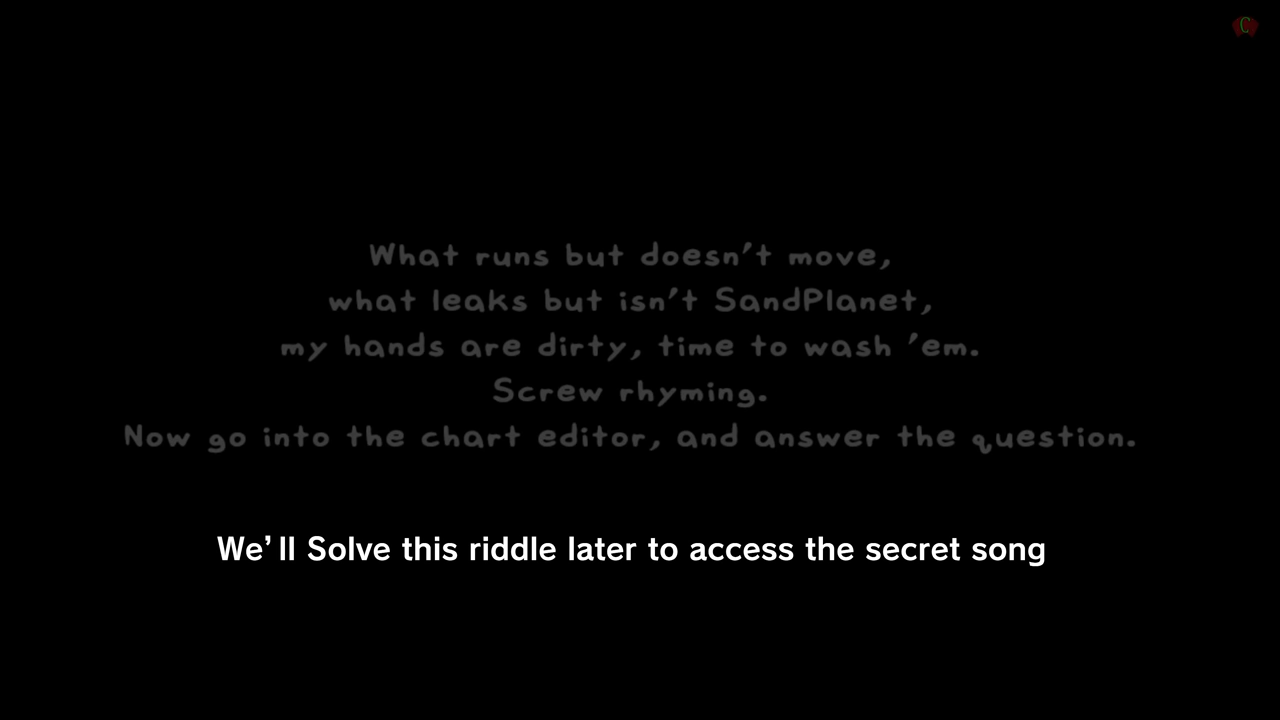 C
What runs but doesn't move,
what leaks but isn't SandPlanet,
my hands are dirty, time to wash 'em.
Screw rhyming.
Now go into the chart editor, and answer the question.
We'll Solve this riddle later to access the secret song